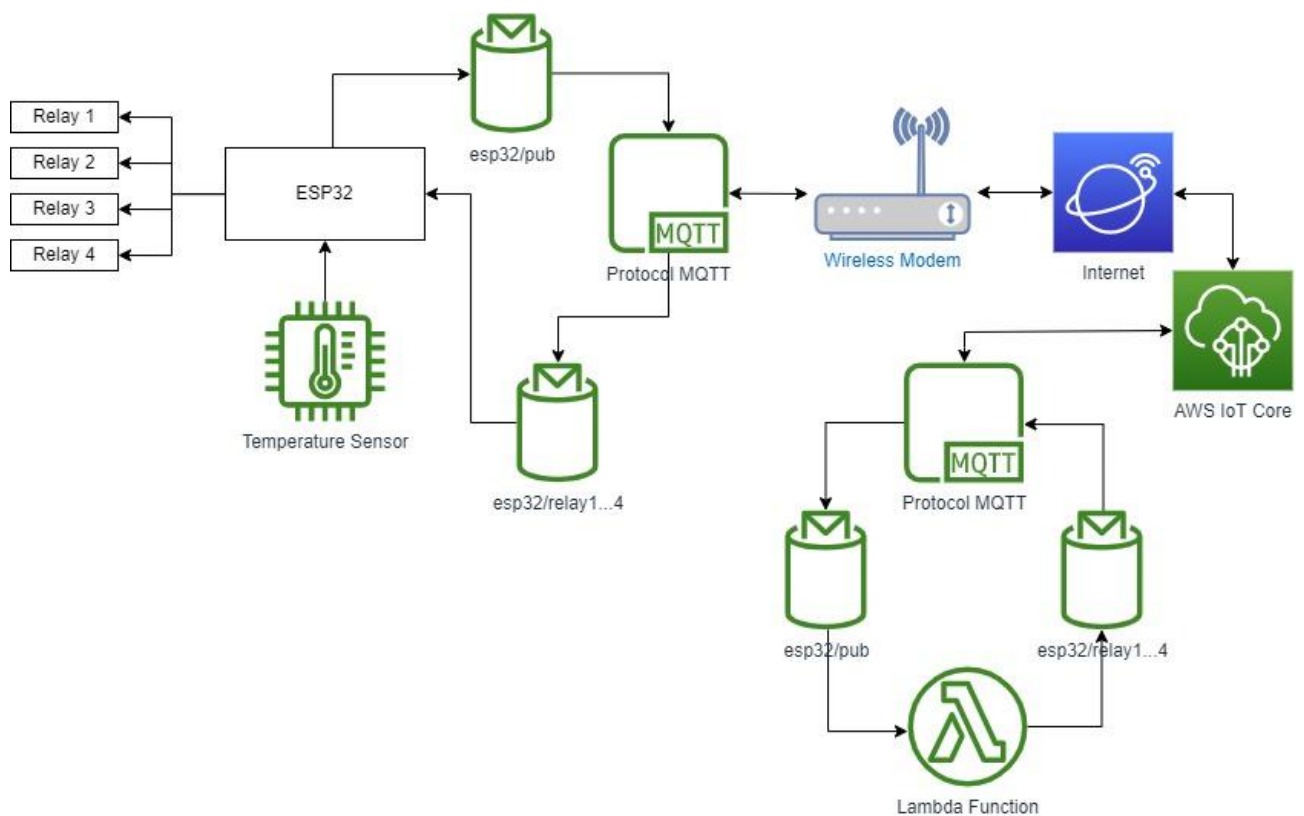 Relay 1
Relay 2
Relay 3
Relay 4
ESP32
esp32/pub
MQTT
Protocol MQTT
Wireless Modem
Internet
Temperature Sensor
esp32/relay1...4
AWS IoT Core
MQTT
Protocol MQTT
esp32/pub
esp32/relay1...4
Lambda Function